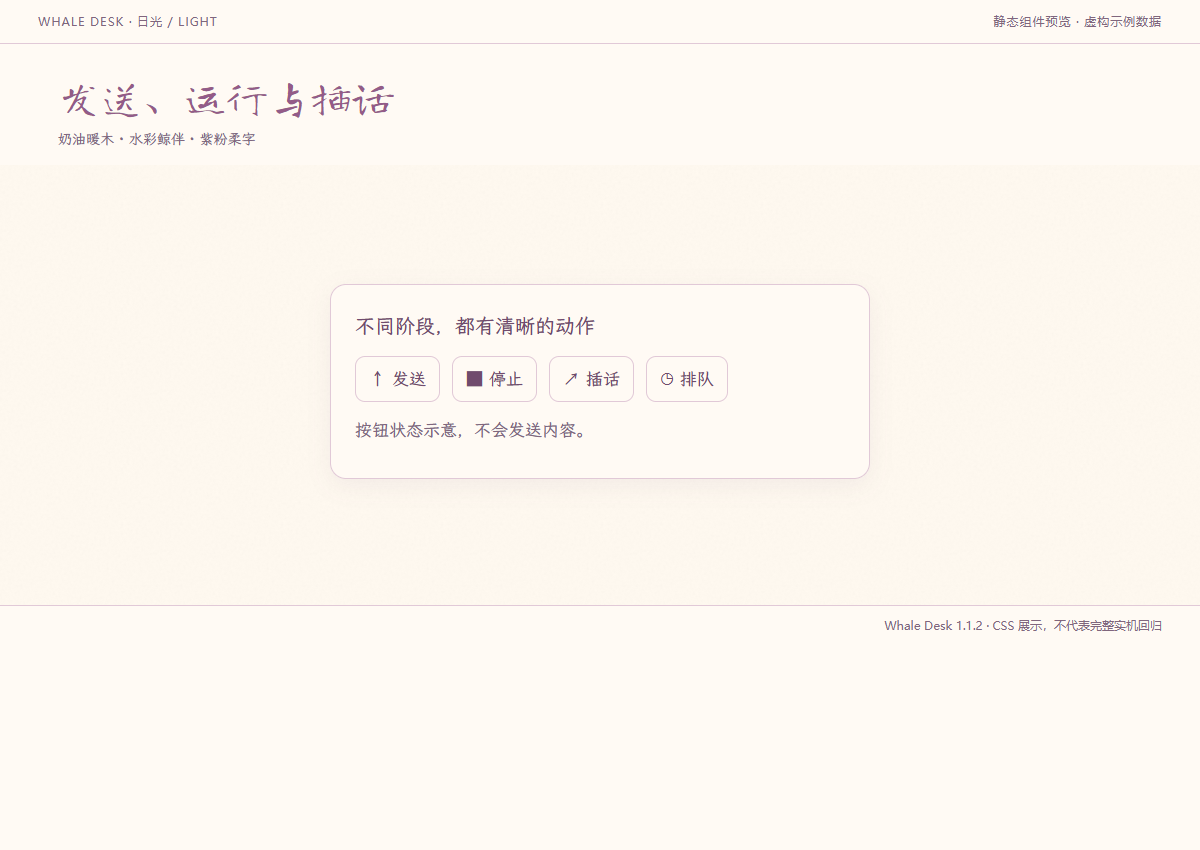 WHALE DESK · 日光 / LIGHT
静态组件预览 · 虚构示例数据
发送、运行与插话
奶油暖木 · 水彩鲸伴 · 紫粉柔字
不同阶段，都有清晰的动作
↑ 发送
■ 停止
↗ 插话
◷ 排队
按钮状态示意，不会发送内容。
Whale Desk 1.1.2 · CSS 展示，不代表完整实机回归